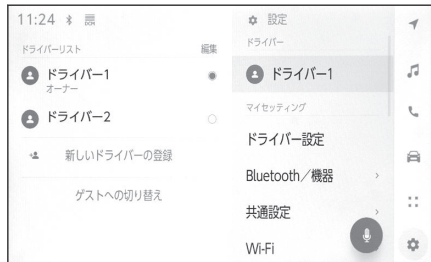 11:24
ドライバーリスト 編集
ドライバー1
オーナー
ドライバー2
新しいドライバーの登録
ゲストへの切り替え
設定
ドライバー
ドライバー1
マイセッティング
ドライバー設定
Bluetooth／機器
共通設定
Wi-Fi